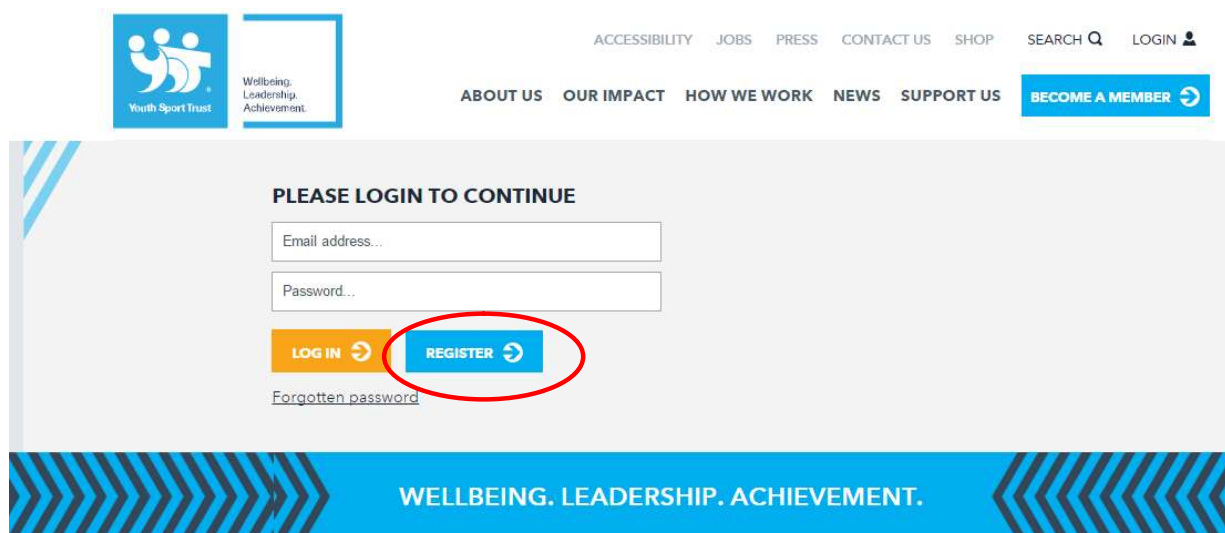 ACCESSIBILITY JOBS PRESS CONTACT US SHOP SEARCH LOGIN
Wellbeing.
Leadership.
Achievement.
Youth Sport Trust
ABOUT US OUR IMPACT HOW WE WORK NEWS SUPPORT US BECOME A MEMBER
PLEASE LOGIN TO CONTINUE
Email address...
Password...
LOG IN REGISTER
Forgotten password
WELLBEING. LEADERSHIP. ACHIEVEMENT.